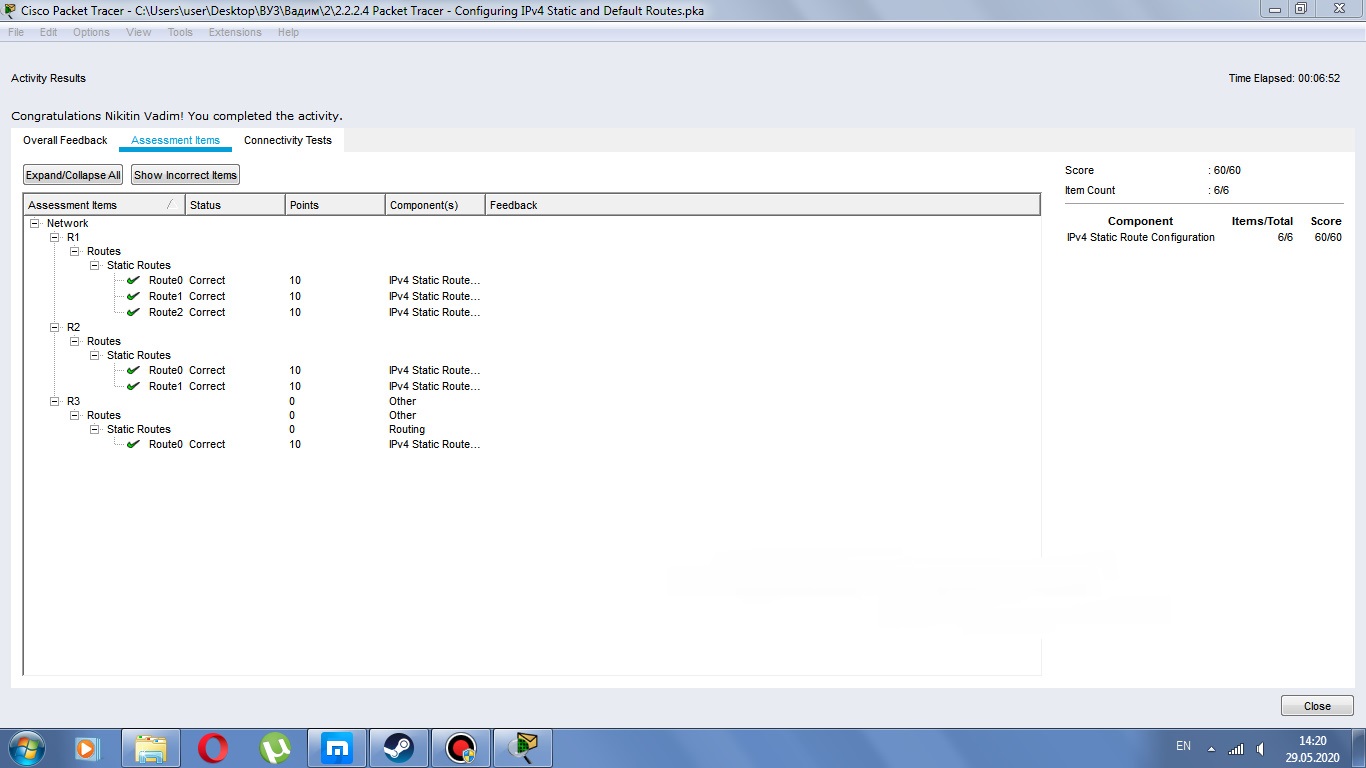 Cisco Packet Tracer - C:\Users\user\Desktop\ВУЗ\Вадим\2\2.2.2.4 Packet Tracer - Configuring IPv4 Static and Default Routes.pka
File Edit Options View Tools Extensions Help
Activity Results
Time Elapsed: 00:06:52
Congratulations Nikitin Vadim! You completed the activity.
Overall Feedback Assessment Items Connectivity Tests
Expand/Collapse All Show Incorrect Items
Score : 60/60
Item Count : 6/6
Component Items/Total Score
IPv4 Static Route Configuration 6/6 60/60
Assessment Items Status Points Component(s) Feedback
Network
R1
Routes
Static Routes
Route0 Correct 10 IPv4 Static Route...
Route1 Correct 10 IPv4 Static Route...
Route2 Correct 10 IPv4 Static Route...
R2
Routes
Static Routes
Route0 Correct 10 IPv4 Static Route...
Route1 Correct 10 IPv4 Static Route...
R3 0 Other
Routes 0 Other
Static Routes 0 Routing
Route0 Correct 10 IPv4 Static Route...
Close
EN
14:20
29.05.2020